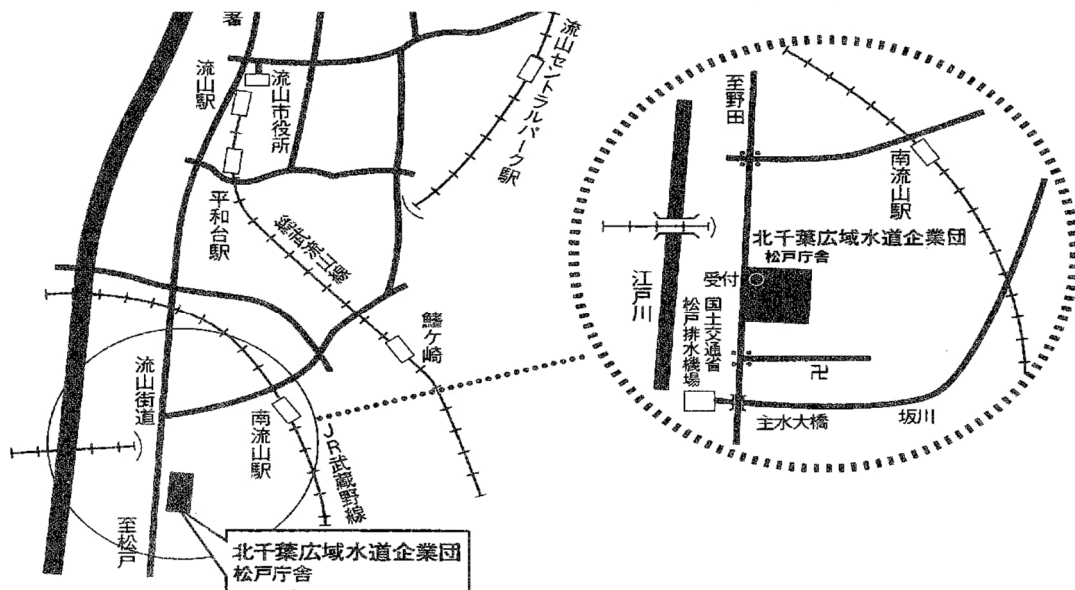 署
流山駅
流山市役所
流山セントラルパーク駅
平和台駅
総武流山線
鰭ヶ崎
流山街道
南流山駅
JR武蔵野線
至松戸
北千葉広域水道企業団
松戸庁舎
至野田
南流山駅
江戸川
北千葉広域水道企業団
松戸庁舎
受付
国土交通省
松戸排水機場
卍
主水大橋
坂川